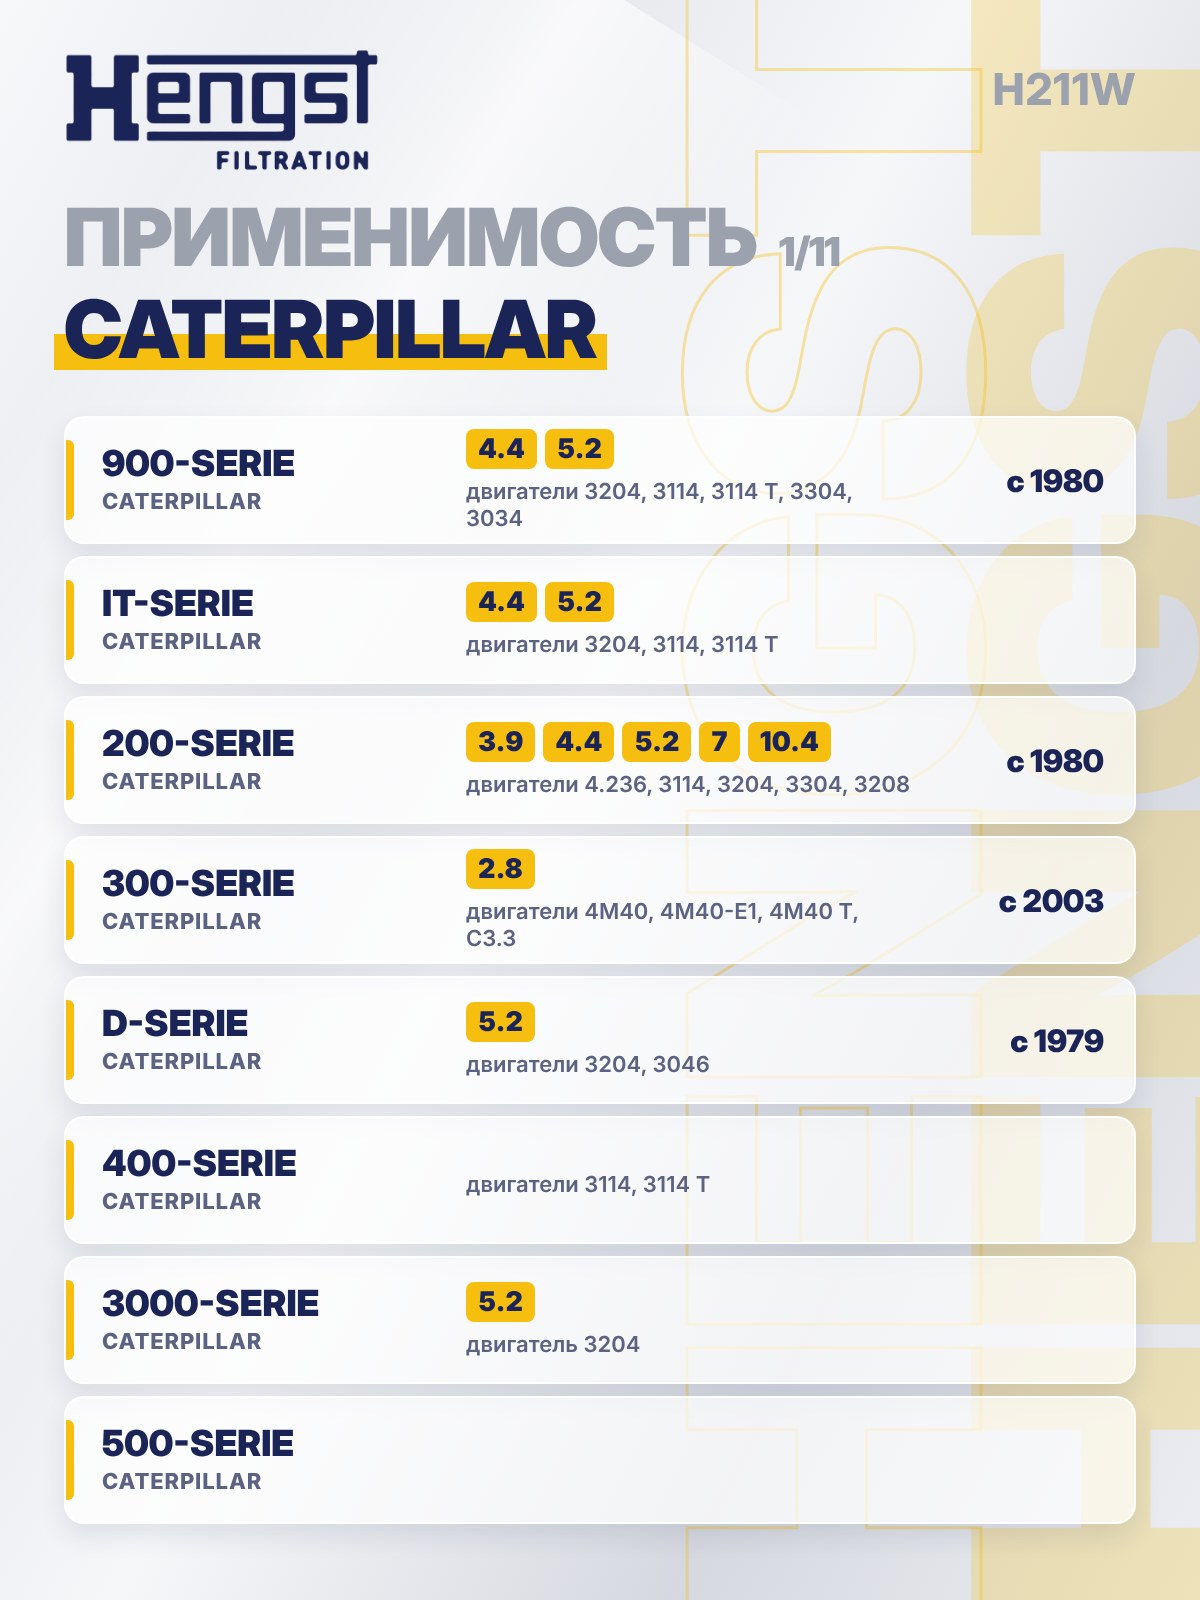 Hengst
FILTRATION
H211W
ПРИМЕНИМОСТЬ 1/11
CATERPILLAR
900-SERIE
CATERPILLAR
4.4 5.2
двигатели 3204, 3114, 3114 T, 3304,
3034
с 1980
IT-SERIE
CATERPILLAR
4.4 5.2
двигатели 3204, 3114, 3114 T
200-SERIE
CATERPILLAR
3.9 4.4 5.2 7 10.4
двигатели 4.236, 3114, 3204, 3304, 3208
с 1980
300-SERIE
CATERPILLAR
2.8
двигатели 4M40, 4M40-E1, 4M40 T,
C3.3
с 2003
D-SERIE
CATERPILLAR
5.2
двигатели 3204, 3046
с 1979
400-SERIE
CATERPILLAR
двигатели 3114, 3114 T
3000-SERIE
CATERPILLAR
5.2
двигатель 3204
500-SERIE
CATERPILLAR
HENGST
HENGST